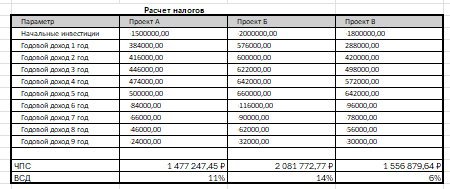 Расчет налогов
Параметр Проект А Проект Б Проект В
Начальные инвестиции -1500000,00 -2000000,00 -1800000,00
Годовой доход 1 год 384000,00 576000,00 288000,00
Годовой доход 2 год 416000,00 600000,00 420000,00
Годовой доход 3 год 446000,00 622000,00 498000,00
Годовой доход 4 год 474000,00 642000,00 572000,00
Годовой доход 5 год 500000,00 660000,00 642000,00
Годовой доход 6 год 84000,00 116000,00 96000,00
Годовой доход 7 год 66000,00 90000,00 78000,00
Годовой доход 8 год 46000,00 62000,00 56000,00
Годовой доход 9 год 24000,00 32000,00 30000,00
ЧПС 1 477 247,45 ₽ 2 081 772,77 ₽ 1 556 879,64 ₽
ВСД 11% 14% 6%